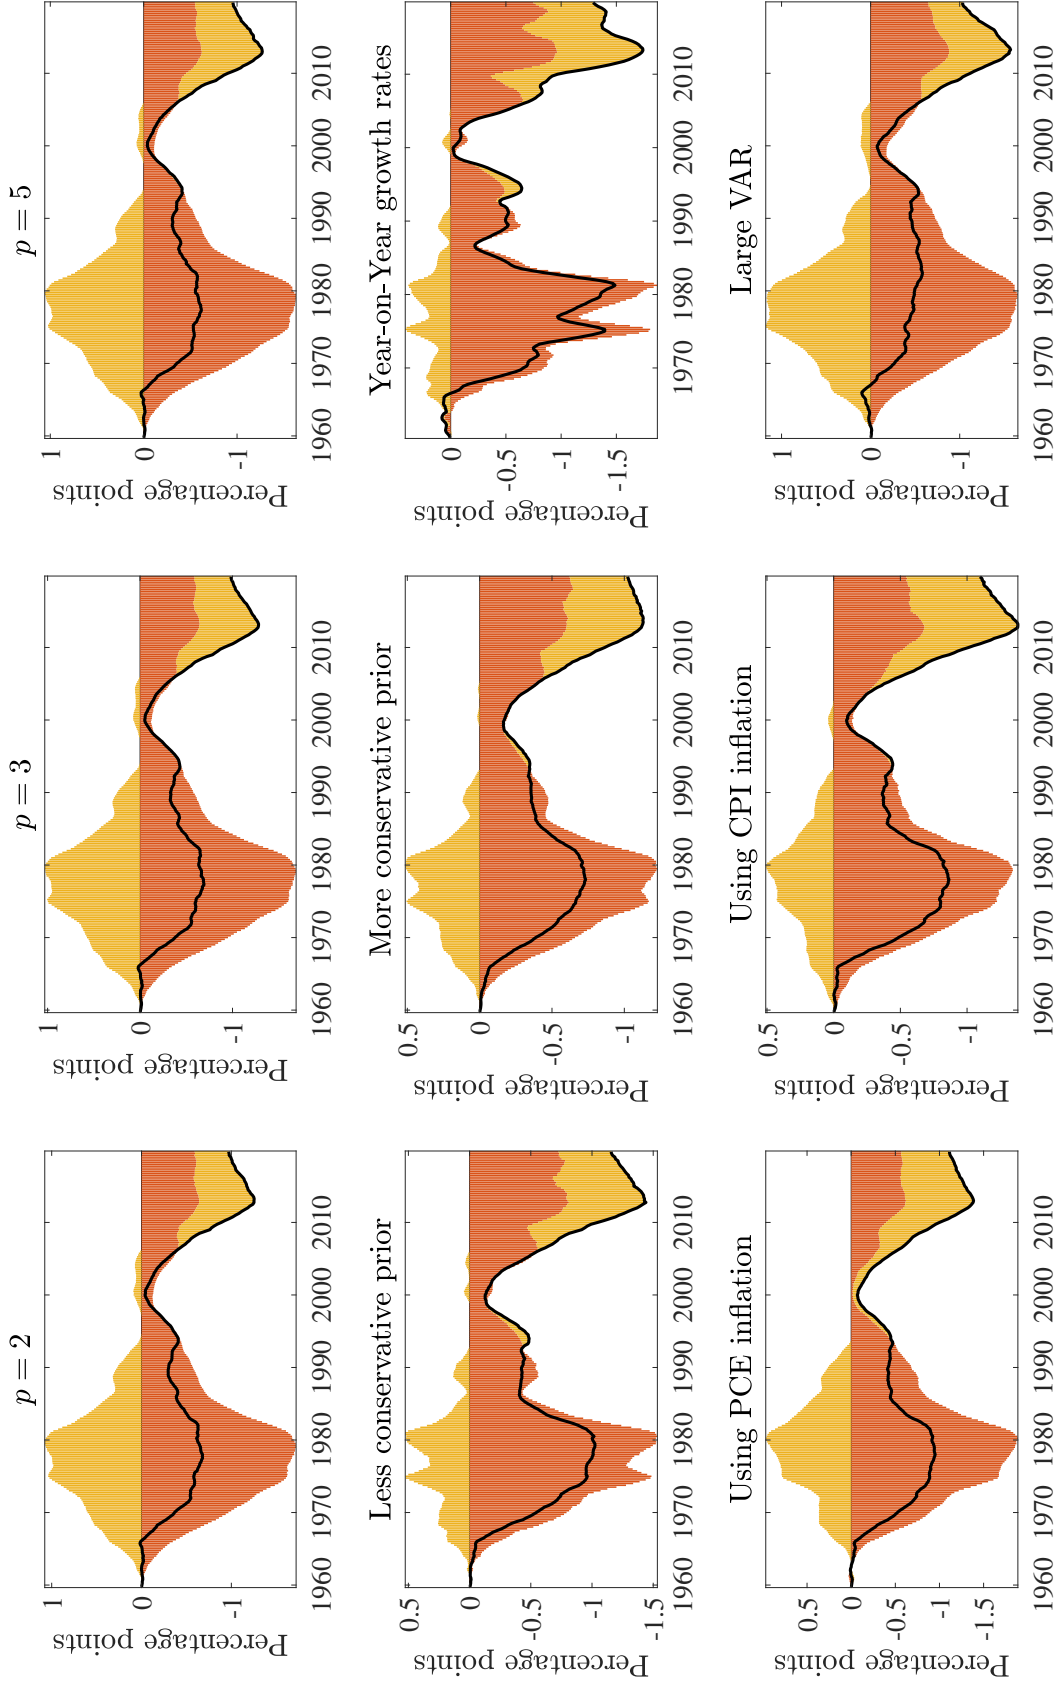 p = 2
1
0
-1
Percentage points
1960 1970 1980 1990 2000 2010
p = 3
1
0
-1
Percentage points
1960 1970 1980 1990 2000 2010
p = 5
1
0
-1
Percentage points
1960 1970 1980 1990 2000 2010
Less conservative prior
0.5
0
-0.5
-1
-1.5
Percentage points
1960 1970 1980 1990 2000 2010
More conservative prior
0.5
0
-0.5
-1
Percentage points
1960 1970 1980 1990 2000 2010
Year-on-Year growth rates
0
-0.5
-1
-1.5
Percentage points
1970 1980 1990 2000 2010
Using PCE inflation
0.5
0
-0.5
-1
-1.5
Percentage points
1960 1970 1980 1990 2000 2010
Using CPI inflation
0.5
0
-0.5
-1
Percentage points
1960 1970 1980 1990 2000 2010
Large VAR
1
0
-1
Percentage points
1960 1970 1980 1990 2000 2010